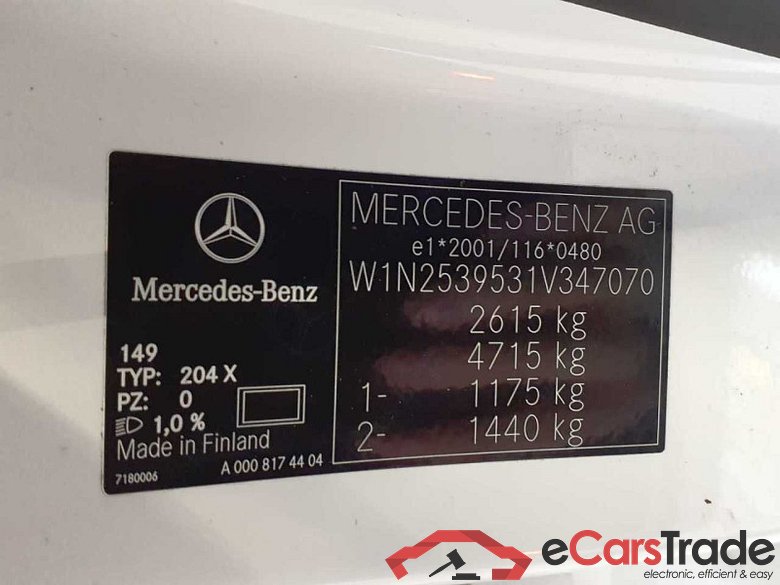 Mercedes-Benz
149
TYP: 204 X
PZ: 0
1,0 %
Made in Finland
7180006
A 000 817 44 04
MERCEDES-BENZ AG
e1*2001/116*0480
W1N2539531V347070
2615 kg
4715 kg
1- 1175 kg
2- 1440 kg
eCarsTrade
electronic, efficient & easy